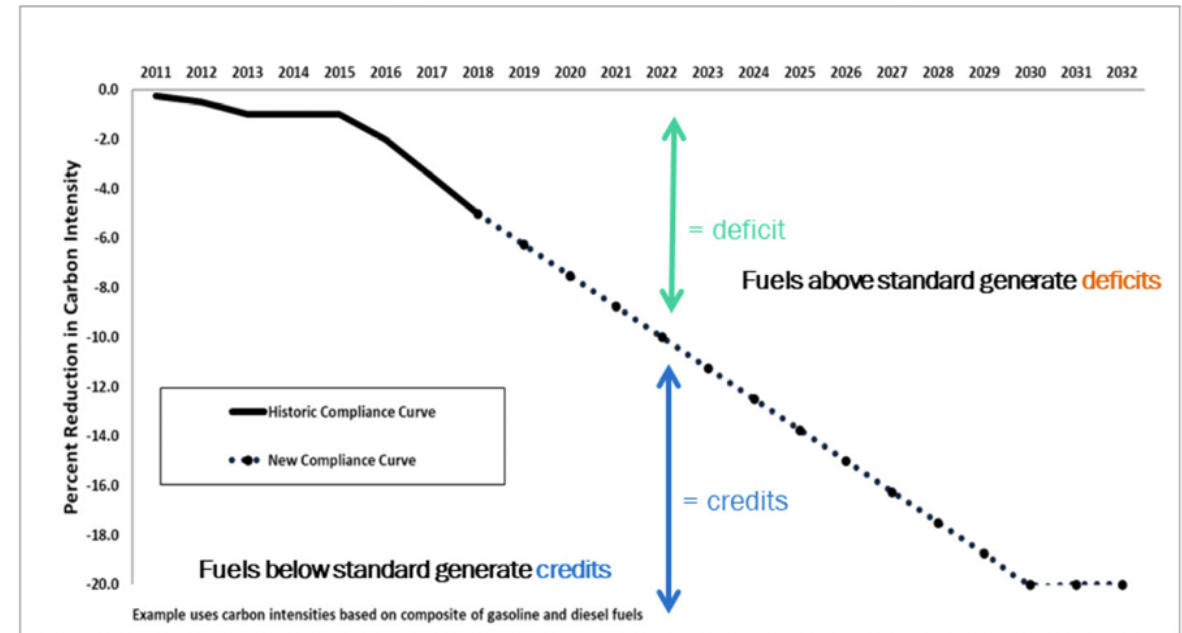 2011 2012 2013 2014 2015 2016 2017 2018 2019 2020 2021 2022 2023 2024 2025 2026 2027 2028 2029 2030 2031 2032
0.0
-2.0
-4.0
-6.0
-8.0
-10.0
-12.0
-14.0
-16.0
-18.0
-20.0
Percent Reduction in Carbon Intensity
= deficit
Fuels above standard generate deficits
Historic Compliance Curve
New Compliance Curve
= credits
Fuels below standard generate credits
Example uses carbon intensities based on composite of gasoline and diesel fuels